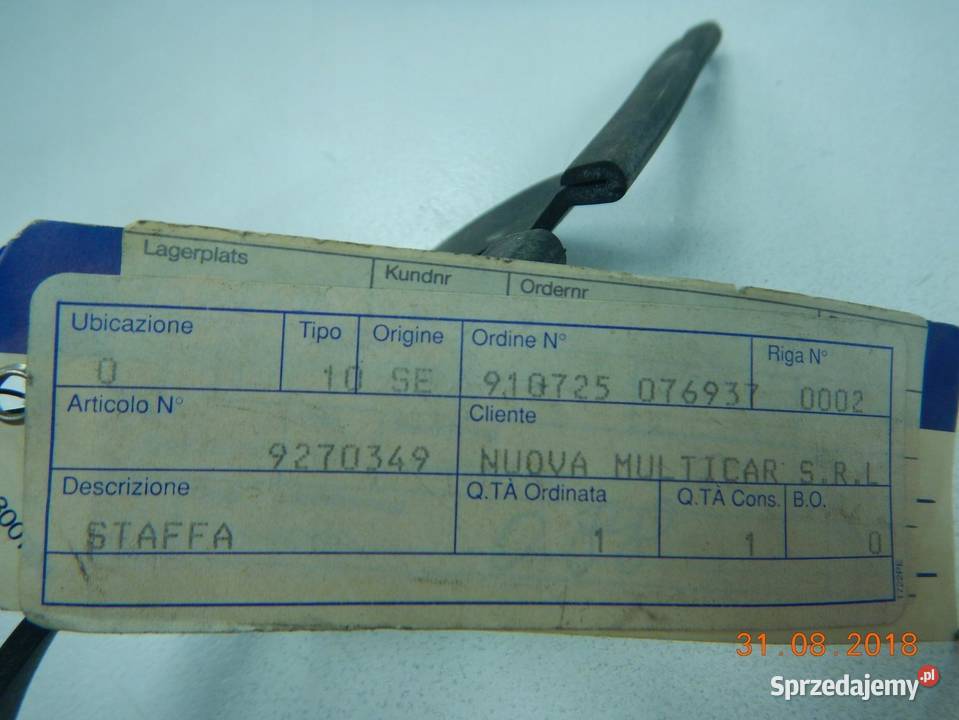 Lagerplats Kundnr Ordernr
Ubicazione Tipo Origine Ordine N° Riga N°
0 10 SE 910725 076937 0002
Articolo N° Cliente
9270349 NUOVA MULTICAR S.R.L
Descrizione Q.TÀ Ordinata Q.TÀ Cons. B.O.
STAFFA 1 1 0
31.08.2018
Sprzedajemy.pl